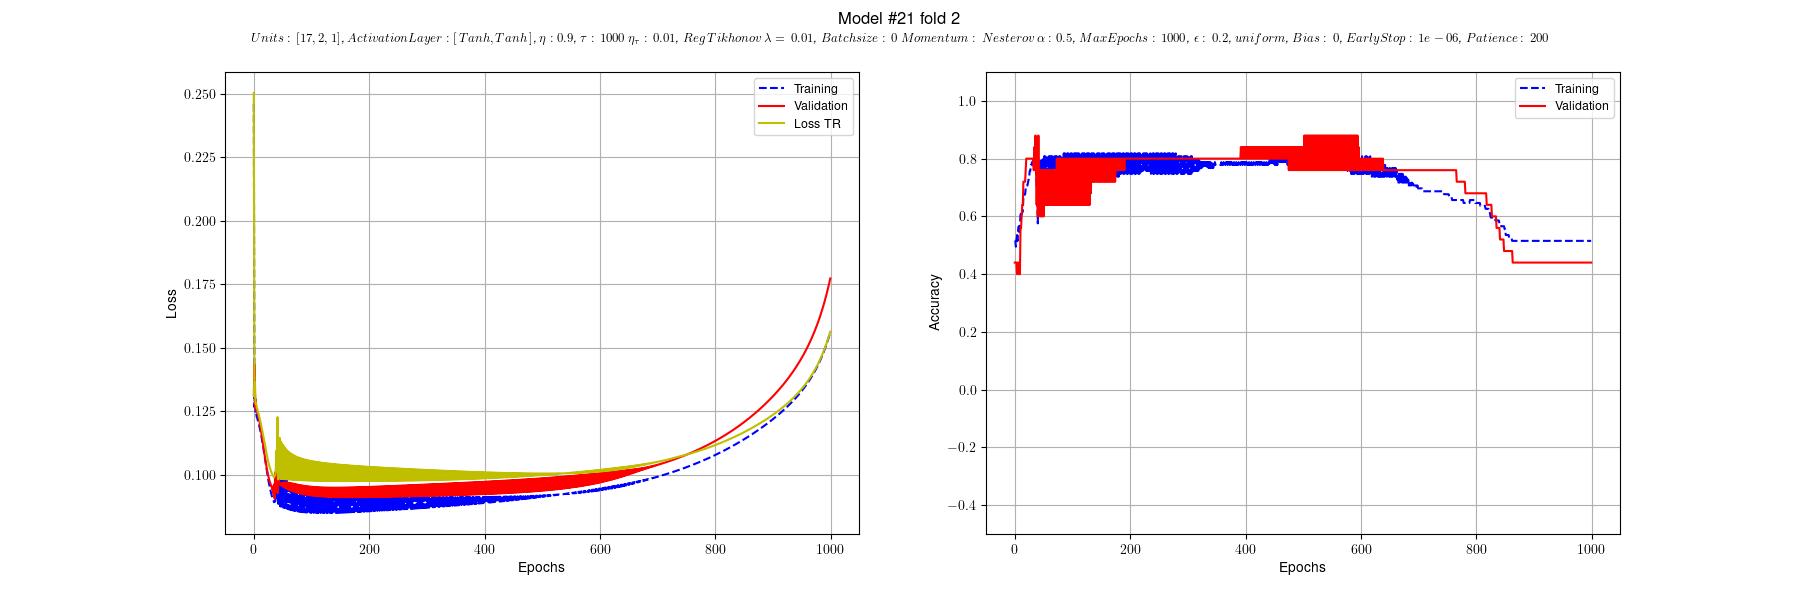 Model #21 fold 2
Units : [17, 2, 1], ActivationLayer : [Tanh, Tanh], η : 0.9, τ : 1000 ητ : 0.01, RegTikhonov λ = 0.01, Batchsize : 0 Momentum : Nesterov α : 0.5, MaxEpochs : 1000, ϵ : 0.2, uniform, Bias : 0, EarlyStop : 1e − 06, Patience : 200
Training
Validation
Loss TR
0.250
0.225
0.200
0.175
0.150
0.125
0.100
Loss
0 200 400 600 800 1000
Epochs
Training
Validation
1.0
0.8
0.6
0.4
0.2
0.0
−0.2
−0.4
Accuracy
0 200 400 600 800 1000
Epochs